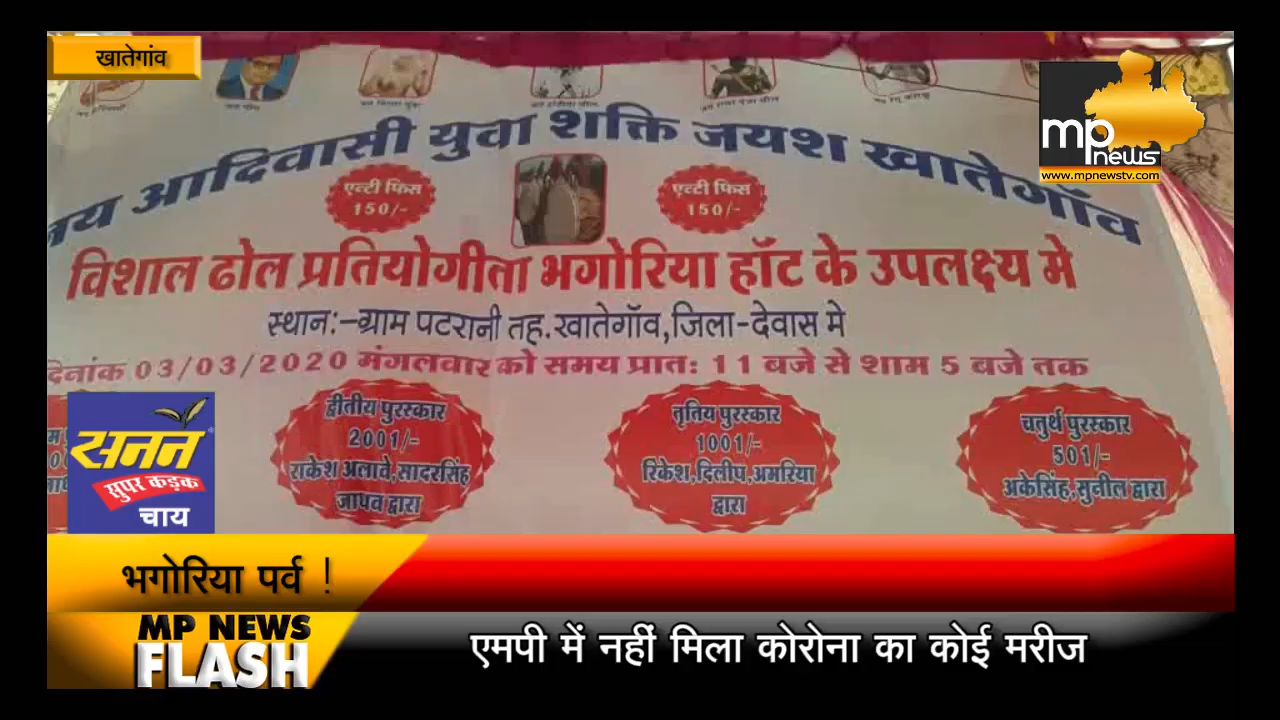 खातेगांव
mp news
www.mpnewstv.com
जय आदिवासी युवा शक्ति जयश खातेगॉव
एन्टी फिस
150/-
एन्टी फिस
150/-
विशाल ढोल प्रतियोगीता भगोरिया हॉट के उपलक्ष्य मे
स्थान:-ग्राम पटरानी तह.खातेगॉव,जिला-देवास मे
दिनांक 03/03/2020 मंगलवार को समय प्रात: 11 बजे से शाम 5 बजे तक
द्वीतीय पुरस्कार
2001/-
राकेश अलावे,सादरसिंह
जाधव द्वारा
तृतिय पुरस्कार
1001/-
रिकेश,दिलीप,अमरिया
द्वारा
चतुर्थ पुरस्कार
501/-
अकेसिंह,सुनील द्वारा
सनन
सुपर कड़क
चाय
भगोरिया पर्व !
MP NEWS
FLASH
एमपी में नहीं मिला कोरोना का कोई मरीज